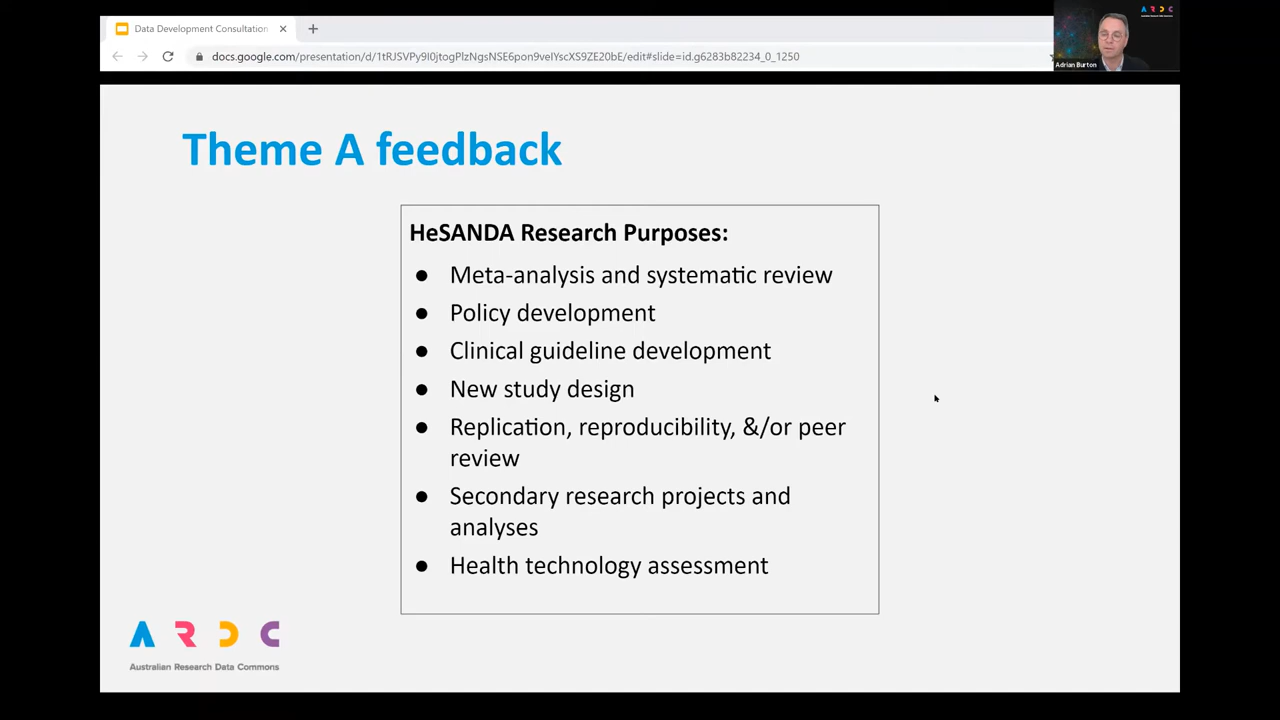 Data Development Consultation
docs.google.com/presentation/d/1tRJSVPy9I0jtogPlzNgsNSE6pon9veIYscXS9ZE20bE/edit#slide=id.g6283b82234_0_1250
A R D C
Adrian Burton
Theme A feedback
HeSANDA Research Purposes:
● Meta-analysis and systematic review
● Policy development
● Clinical guideline development
● New study design
● Replication, reproducibility, &/or peer
review
● Secondary research projects and
analyses
● Health technology assessment
A R D C
Australian Research Data Commons